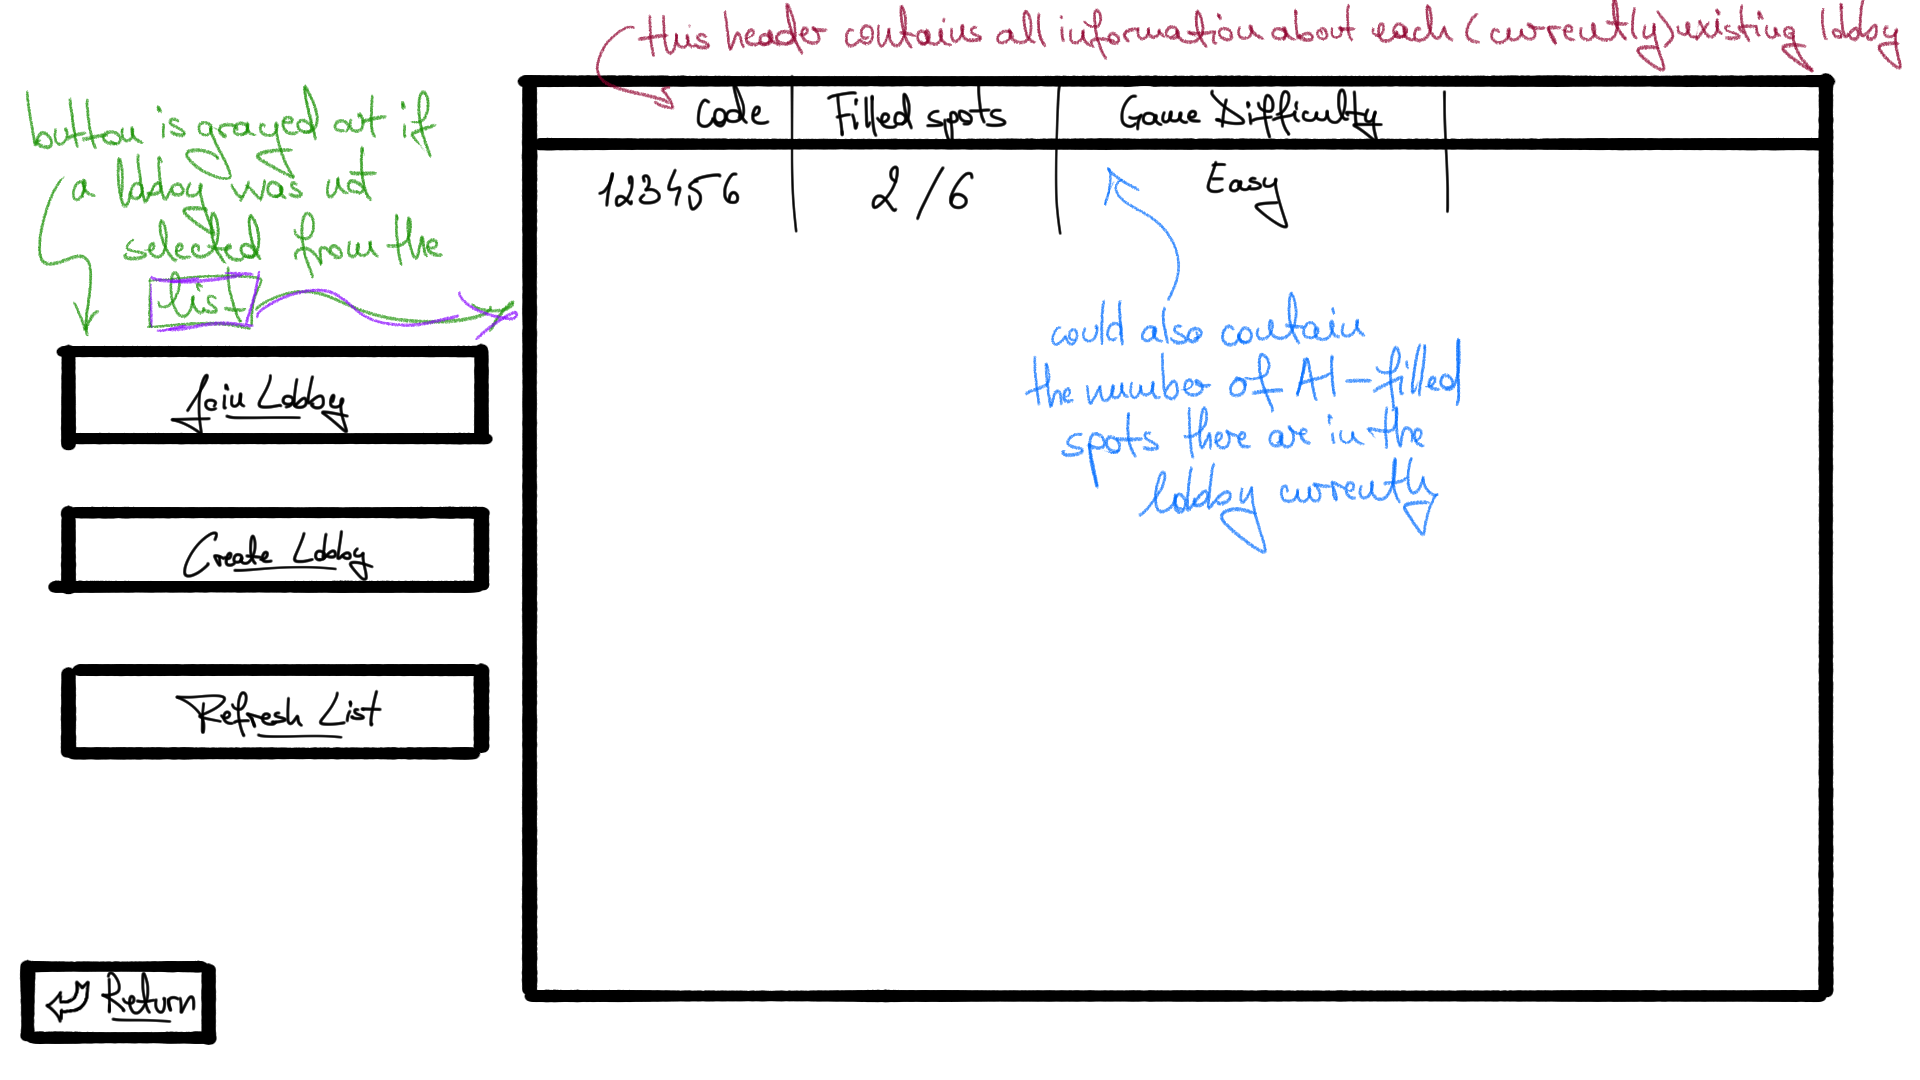 this header contains all information about each (currently) existing lobby
Code Filled spots Game Difficulty
123456 2/6 Easy
button is grayed out if
a lobby was not
selected from the
list
could also contain
the number of AI-filled
spots there are in the
lobby currently
Join Lobby
Create Lobby
Refresh List
Return